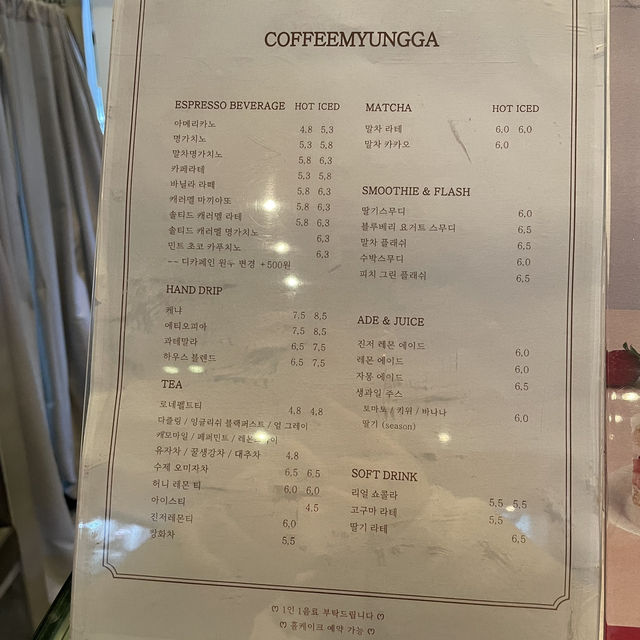 COFFEEMYUNGGA
ESPRESSO BEVERAGE HOT ICED
아메리카노 4,8 5,3
명가치노 5,3 5,8
말차명가치노 5,8 6,3
카페라테 5,3 5,8
바닐라 라떼 5,8 6,3
캐러멜 마끼아또 5,8 6,3
솔티드 캐러멜 라테 5,8 6,3
솔티드 캐러멜 명가치노 6,3
민트 초코 카푸치노 6,3
~~ 디카페인 원두 변경 +500원
HAND DRIP
케냐 7,5 8,5
에티오피아 7,5 8,5
과테말라 6,5 7,5
하우스 블렌드 6,5 7,5
TEA
로네펠트티 4,8 4,8
다즐링 / 잉글리쉬 블랙퍼스트 / 얼 그레이
캐모마일 / 페퍼민트 /
유자차 / 꿀생강차 / 대추차 4,8
수제 오미자차 6,5 6,5
허니 레몬 티 6,0 6,0
아이스티 4,5
진저레몬티 6,0
쌍화차 5,5
MATCHA HOT ICED
말차 라테 6,0 6,0
말차 카카오 6,0
SMOOTHIE & FLASH
딸기스무디 6,0
블루베리 요거트 스무디 6,5
말차 플래쉬 6,5
수박스무디 6,0
피치 그린 플래쉬 6,5
ADE & JUICE
진저 레몬 에이드 6,0
레몬 에이드 6,0
자몽 에이드 6,5
생과일 주스
토마토 / 키위 / 바나나 6,0
딸기 (season)
SOFT DRINK
리얼 쇼콜라 5,5 5,5
고구마 라테 5,5
딸기 라테 6,5
1인 1음료 부탁드립니다
홀케이크 예약 가능